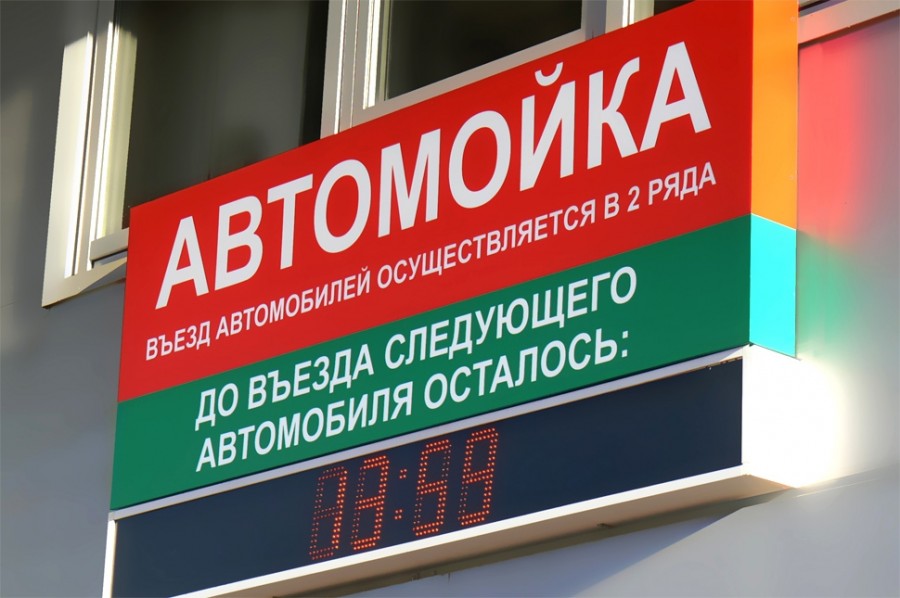 АВТОМОЙКА
ВЪЕЗД АВТОМОБИЛЕЙ ОСУЩЕСТВЛЯЕТСЯ В 2 РЯДА
ДО ВЪЕЗДА СЛЕДУЮЩЕГО
АВТОМОБИЛЯ ОСТАЛОСЬ: